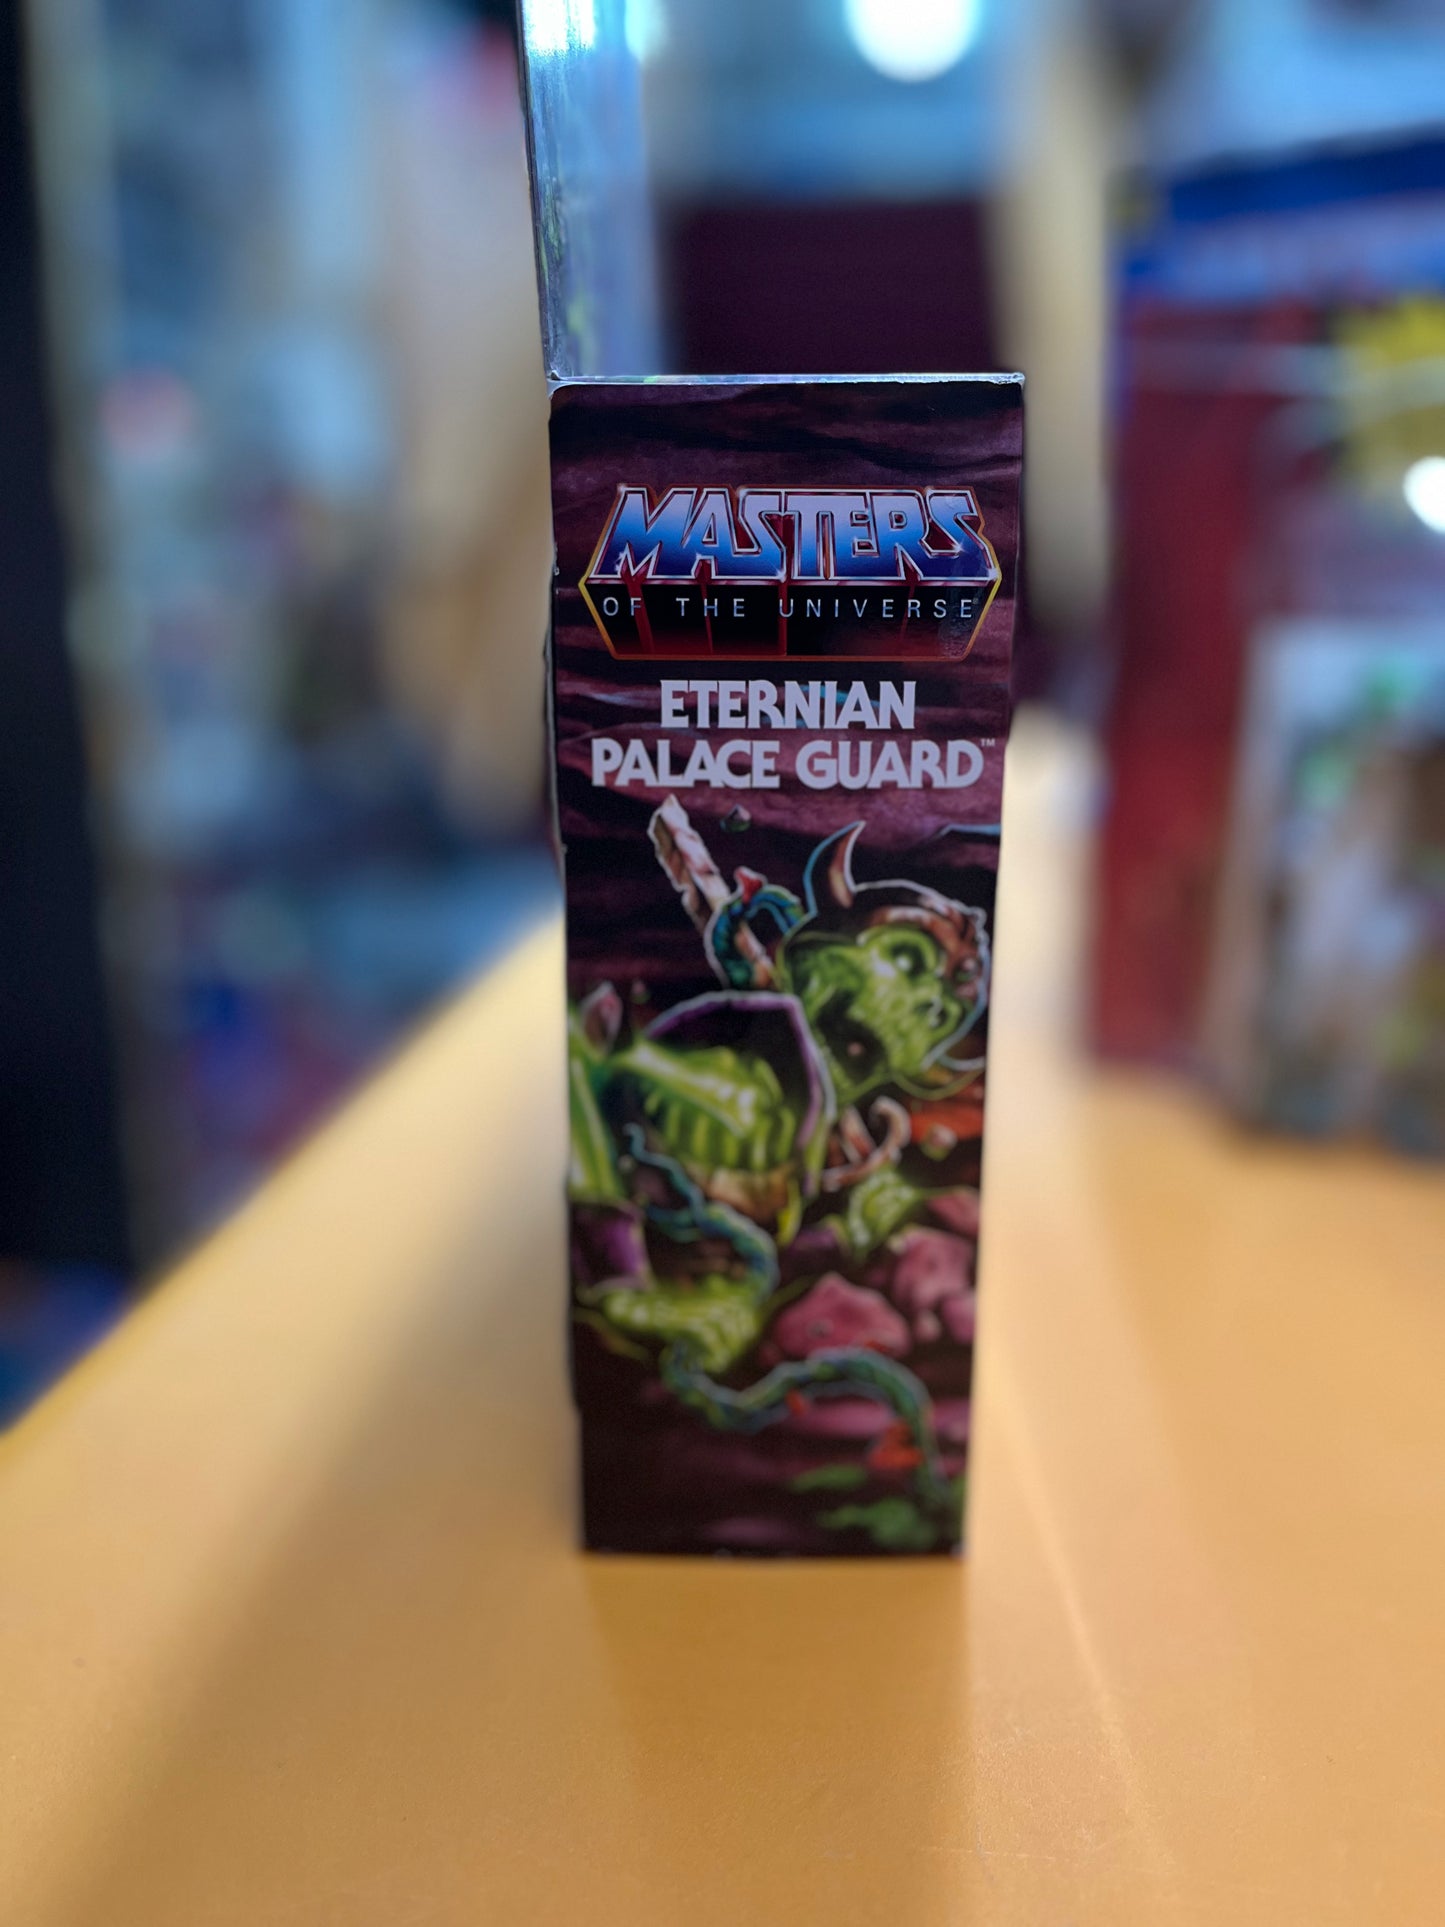 MASTERS
OF THE UNIVERSE®
ETERNIAN
PALACE GUARD™